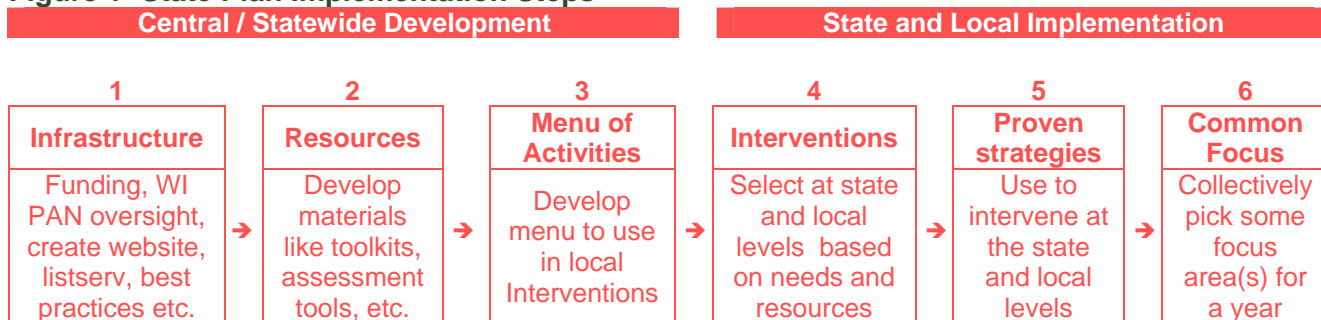 Central / Statewide Development
State and Local Implementation
1
Infrastructure
Funding, WI
PAN oversight,
create website,
listserv, best
practices etc.
➔
2
Resources
Develop
materials
like toolkits,
assessment
tools, etc.
➔
3
Menu of
Activities
Develop
menu to use
in local
Interventions
➔
4
Interventions
Select at state
and local
levels based
on needs and
resources
➔
5
Proven
strategies
Use to
intervene at
the state
and local
levels
➔
6
Common
Focus
Collectively
pick some
focus
area(s) for
a year